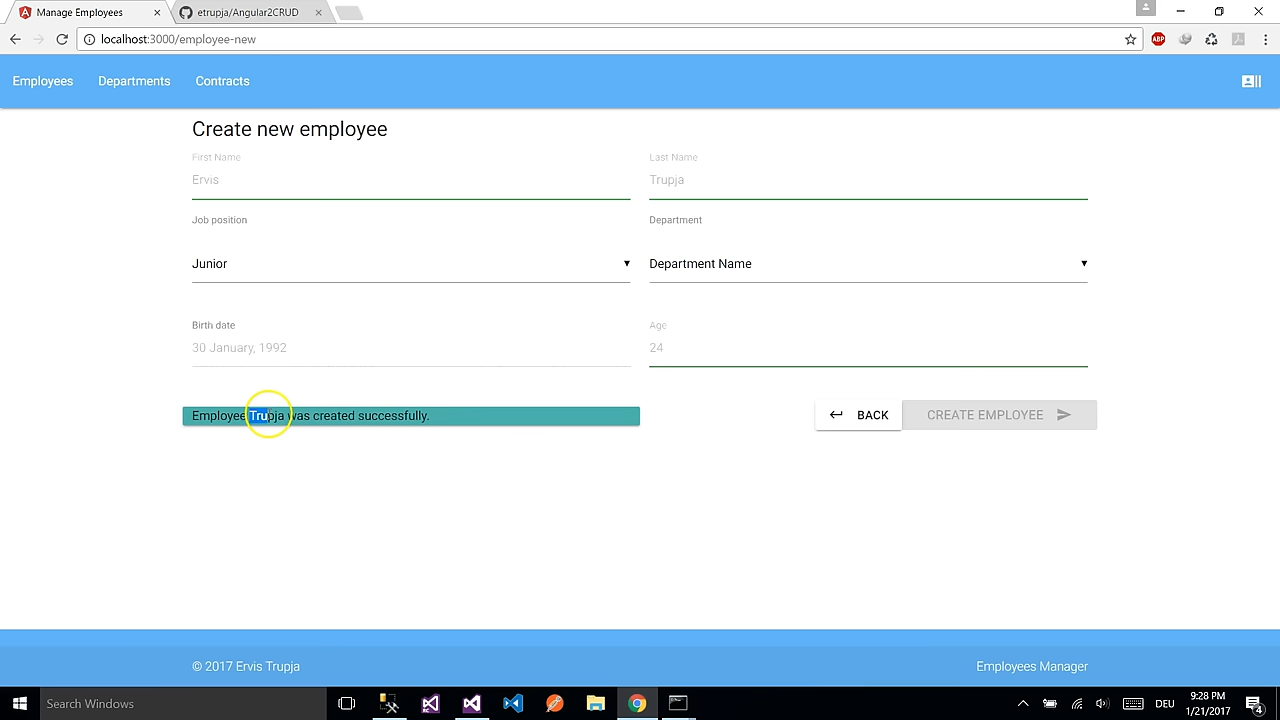 Manage Employees
etrupja/Angular2CRUD
localhost:3000/employee-new
ABP
Employees Departments Contracts
Create new employee
First Name Last Name
Ervis Trupja
Job position Department
Junior Department Name
Birth date Age
30 January, 1992 24
Employee Trupja was created successfully.
BACK CREATE EMPLOYEE
© 2017 Ervis Trupja Employees Manager
Search Windows
DEU
9:28 PM
1/21/2017
4